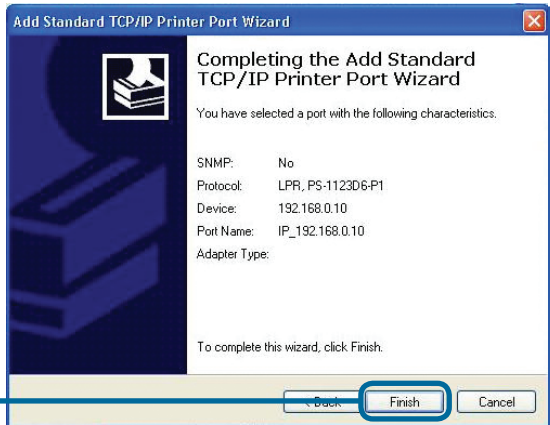 Add Standard TCP/IP Printer Port Wizard
Completing the Add Standard
TCP/IP Printer Port Wizard
You have selected a port with the following characteristics.
SNMP: No
Protocol: LPR, PS-1123D6-P1
Device: 192.168.0.10
Port Name: IP_192.168.0.10
Adapter Type:
To complete this wizard, click Finish.
< Back Finish Cancel